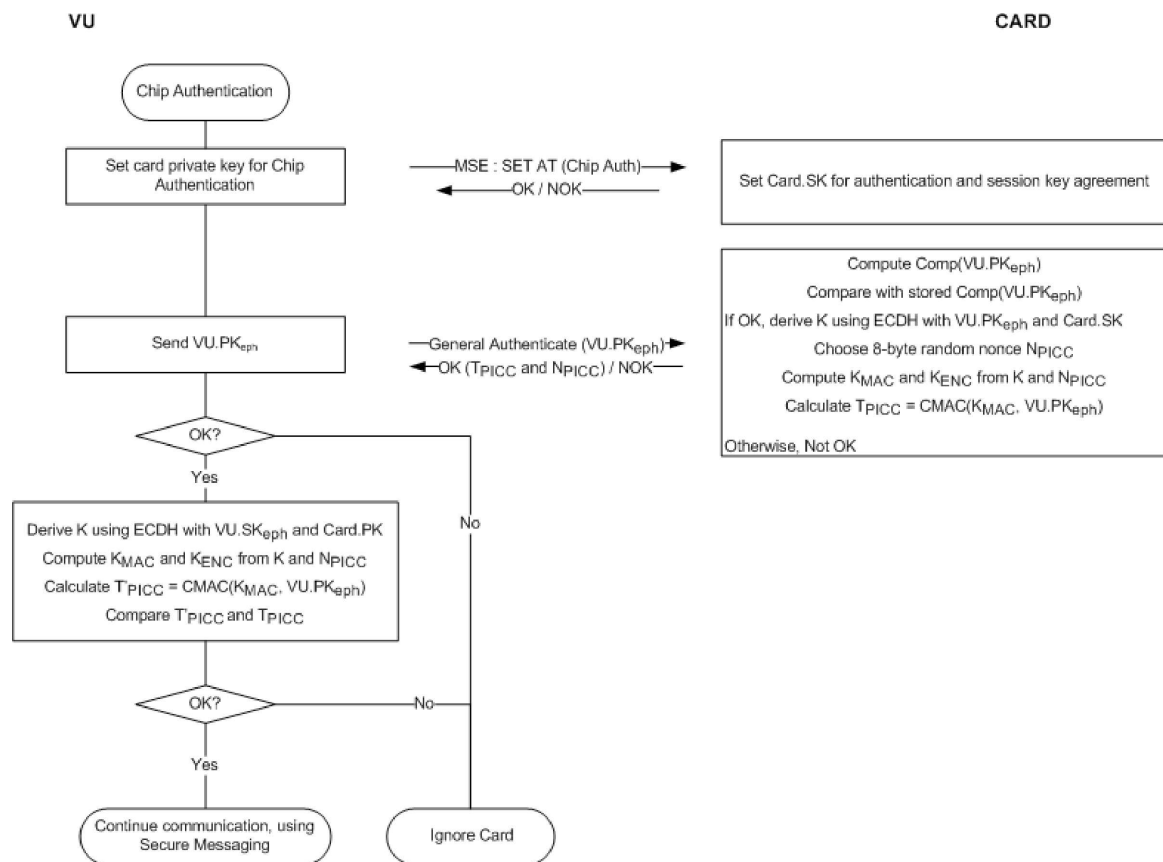 VU
CARD
Chip Authentication
Set card private key for Chip
Authentication
MSE : SET AT (Chip Auth)
OK / NOK
Set Card.SK for authentication and session key agreement
Compute Comp(VU.PKeph)
Compare with stored Comp(VU.PKeph)
If OK, derive K using ECDH with VU.PKeph and Card.SK
Choose 8-byte random nonce NPICC
Compute KMAC and KENC from K and NPICC
Calculate TPICC = CMAC(KMAC, VU.PKeph)
Otherwise, Not OK
Send VU.PKeph
General Authenticate (VU.PKeph)
OK (TPICC and NPICC) / NOK
OK?
Yes
No
Derive K using ECDH with VU.SKeph and Card.PK
Compute KMAC and KENC from K and NPICC
Calculate T'PICC = CMAC(KMAC, VU.PKeph)
Compare T'PICC and TPICC
OK?
No
Yes
Continue communication, using
Secure Messaging
Ignore Card